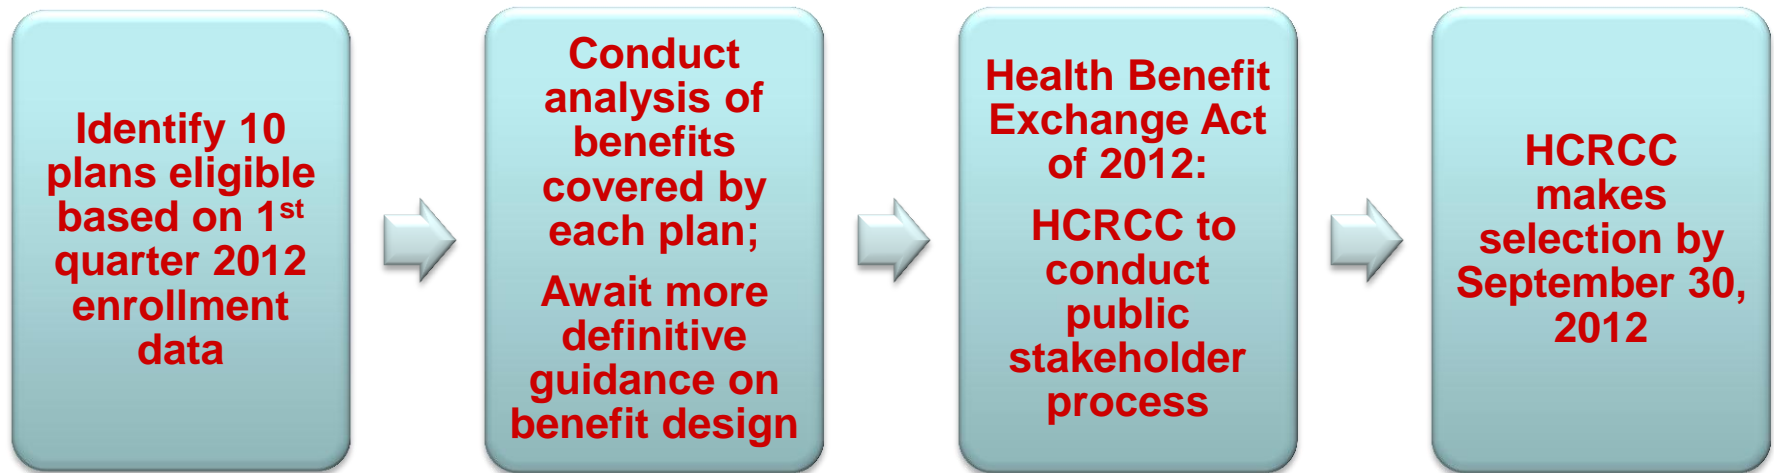 Identify 10
plans eligible
based on 1st
quarter 2012
enrollment
data
Conduct
analysis of
benefits
covered by
each plan;
Await more
definitive
guidance on
benefit design
Health Benefit
Exchange Act
of 2012:
HCRCC to
conduct
public
stakeholder
process
HCRCC
makes
selection by
September 30,
2012